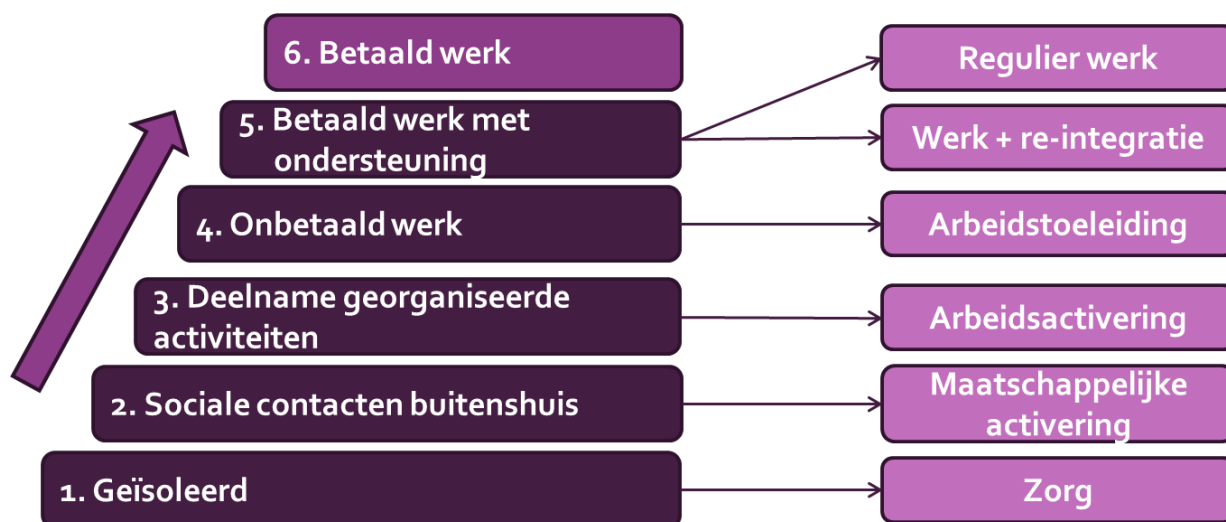 6. Betaald werk
Regulier werk
5. Betaald werk met
ondersteuning
Werk + re-integratie
4. Onbetaald werk
Arbeidstoeleiding
3. Deelname georganiseerde
activiteiten
Arbeidsactivering
2. Sociale contacten buitenshuis
Maatschappelijke
activering
1. Geïsoleerd
Zorg